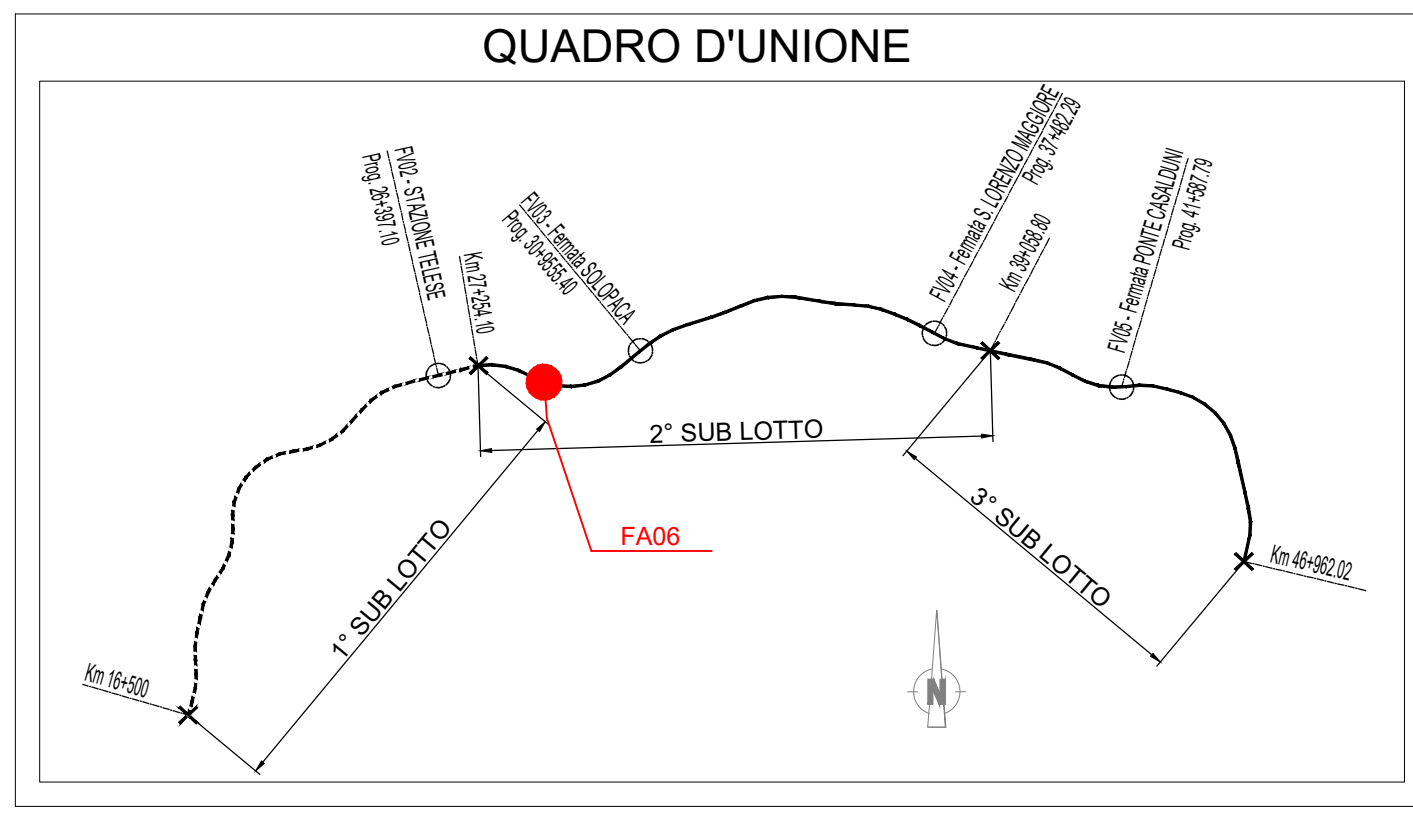 QUADRO D'UNIONE
FV02 - STAZIONE TELESE
Prog. 26+397.10
Km 27+254.10
FV03 - Fermata SOLOPACA
Prog. 30+9555.40
FV04 - Fermata S. LORENZO MAGGIORE
Prog. 37+482.29
Km 39+058.80
FV05 - Fermata PONTE CASALDUNI
Prog. 41+587.79
2° SUB LOTTO
1° SUB LOTTO
3° SUB LOTTO
FA06
Km 46+962.02
Km 16+500
N